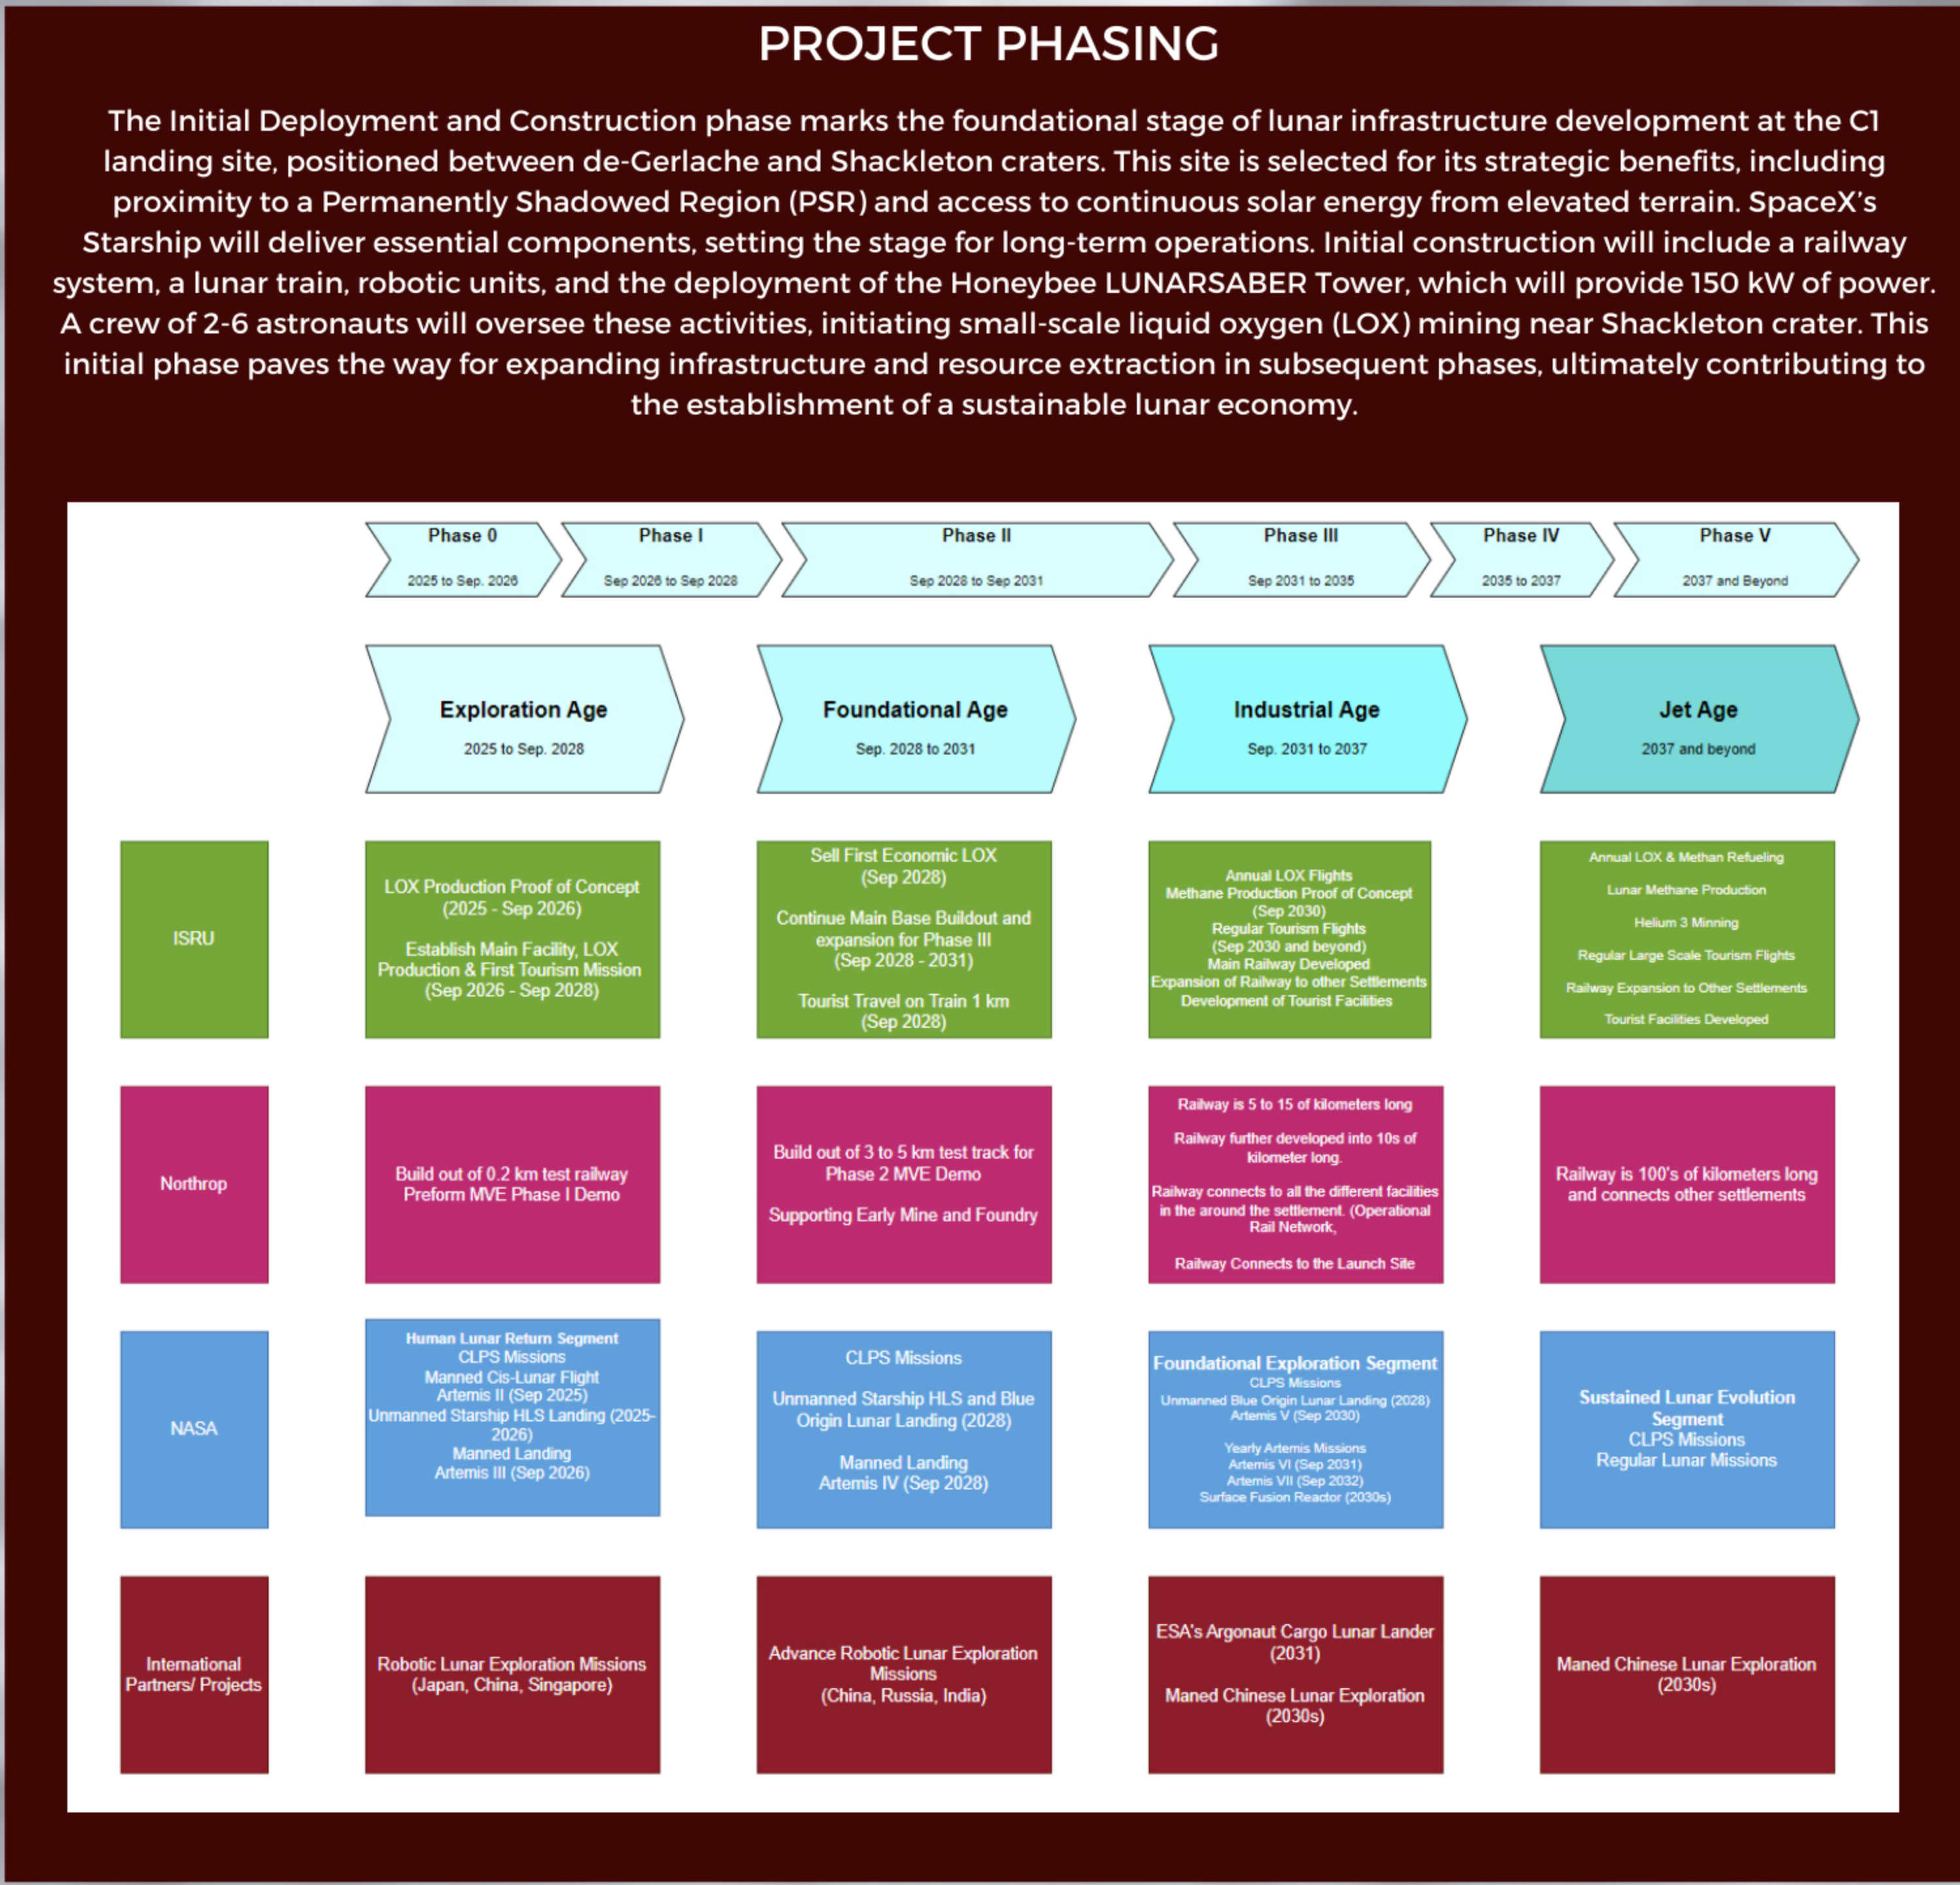 PROJECT PHASING
The Initial Deployment and Construction phase marks the foundational stage of lunar infrastructure development at the C1
landing site, positioned between de-Gerlache and Shackleton craters. This site is selected for its strategic benefits, including
proximity to a Permanently Shadowed Region (PSR) and access to continuous solar energy from elevated terrain. SpaceX's
Starship will deliver essential components, setting the stage for long-term operations. Initial construction will include a railway
system, a lunar train, robotic units, and the deployment of the Honeybee LUNARSABER Tower, which will provide 150 kW of power.
A crew of 2-6 astronauts will oversee these activities, initiating small-scale liquid oxygen (LOX) mining near Shackleton crater. This
initial phase paves the way for expanding infrastructure and resource extraction in subsequent phases, ultimately contributing to
the establishment of a sustainable lunar economy.
Phase 0
2025 to Sep. 2026
Phase I
Sep 2026 to Sep 2028
Phase II
Sep 2028 to Sep 2031
Phase III
Sep 2031 to 2035
Phase IV
2035 to 2037
Phase V
2037 and Beyond
Exploration Age
2025 to Sep. 2028
Foundational Age
Sep. 2028 to 2031
Industrial Age
Sep. 2031 to 2037
Jet Age
2037 and beyond
ISRU
LOX Production Proof of Concept
(2025 - Sep 2026)
Establish Main Facility, LOX
Production & First Tourism Mission
(Sep 2026 - Sep 2028)
Sell First Economic LOX
(Sep 2028)
Continue Main Base Buildout and
expansion for Phase III
(Sep 2028 - 2031)
Tourist Travel on Train 1 km
(Sep 2028)
Annual LOX Flights
Methane Production Proof of Concept
(Sep 2030)
Regular Tourism Flights
(Sep 2030 and beyond)
Main Railway Developed
Expansion of Railway to other Settlements
Development of Tourist Facilities
Annual LOX & Methan Refueling
Lunar Methane Production
Helium 3 Minning
Regular Large Scale Tourism Flights
Railway Expansion to Other Settlements
Tourist Facilities Developed
Northrop
Build out of 0.2 km test railway
Preform MVE Phase I Demo
Build out of 3 to 5 km test track for
Phase 2 MVE Demo
Supporting Early Mine and Foundry
Railway is 5 to 15 of kilometers long
Railway further developed into 10s of
kilometer long.
Railway connects to all the different facilities
in the around the settlement. (Operational
Rail Network,
Railway Connects to the Launch Site
Railway is 100's of kilometers long
and connects other settlements
NASA
Human Lunar Return Segment
CLPS Missions
Manned Cis-Lunar Flight
Artemis II (Sep 2025)
Unmanned Starship HLS Landing (2025-
2026)
Manned Landing
Artemis III (Sep 2026)
CLPS Missions
Unmanned Starship HLS and Blue
Origin Lunar Landing (2028)
Manned Landing
Artemis IV (Sep 2028)
Foundational Exploration Segment
CLPS Missions
Unmanned Blue Origin Lunar Landing (2028)
Artemis V (Sep 2030)
Yearly Artemis Missions
Artemis VI (Sep 2031)
Artemis VII (Sep 2032)
Surface Fusion Reactor (2030s)
Sustained Lunar Evolution
Segment
CLPS Missions
Regular Lunar Missions
International
Partners/ Projects
Robotic Lunar Exploration Missions
(Japan, China, Singapore)
Advance Robotic Lunar Exploration
Missions
(China, Russia, India)
ESA's Argonaut Cargo Lunar Lander
(2031)
Maned Chinese Lunar Exploration
(2030s)
Maned Chinese Lunar Exploration
(2030s)